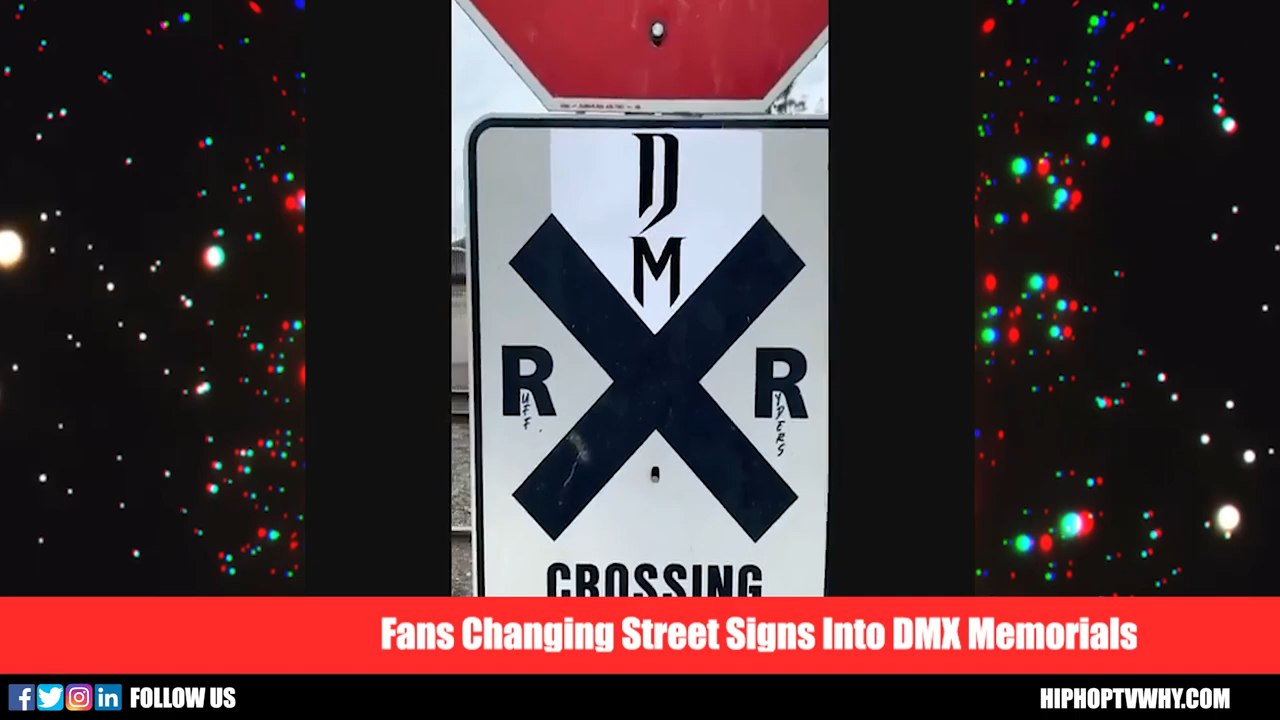 D
M
X
R R
UFF
YDERS
CROSSING
Fans Changing Street Signs Into DMX Memorials
FOLLOW US
HIPHOPTVWHY.COM